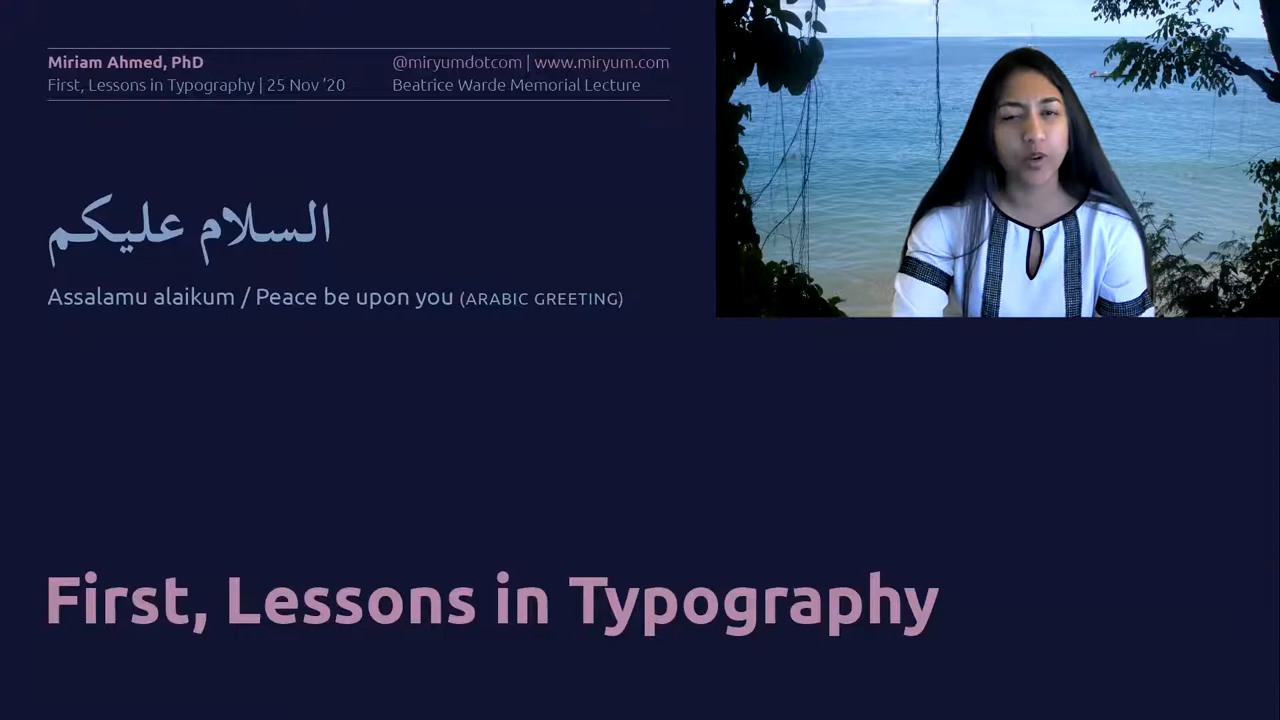 Miriam Ahmed, PhD
First, Lessons in Typography | 25 Nov ’20
@miryumdotcom | www.miryum.com
Beatrice Warde Memorial Lecture
السلام عليكم
Assalamu alaikum / Peace be upon you (ARABIC GREETING)
First, Lessons in Typography